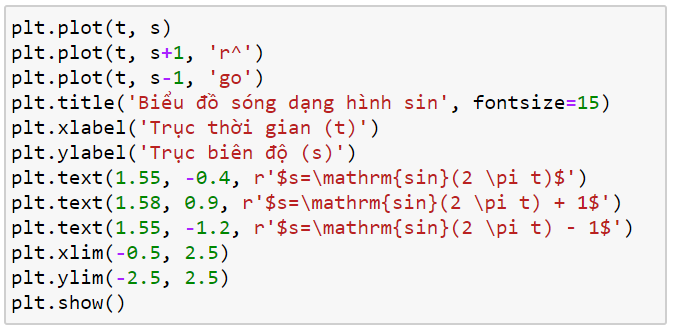 plt.plot(t, s)
plt.plot(t, s+1, 'r^')
plt.plot(t, s-1, 'go')
plt.title('Biểu đồ sóng dạng hình sin', fontsize=15)
plt.xlabel('Trục thời gian (t)')
plt.ylabel('Trục biên độ (s)')
plt.text(1.55, -0.4, r'$s=\mathrm{sin}(2 \pi t)$')
plt.text(1.58, 0.9, r'$s=\mathrm{sin}(2 \pi t) + 1$')
plt.text(1.55, -1.2, r'$s=\mathrm{sin}(2 \pi t) - 1$')
plt.xlim(-0.5, 2.5)
plt.ylim(-2.5, 2.5)
plt.show()